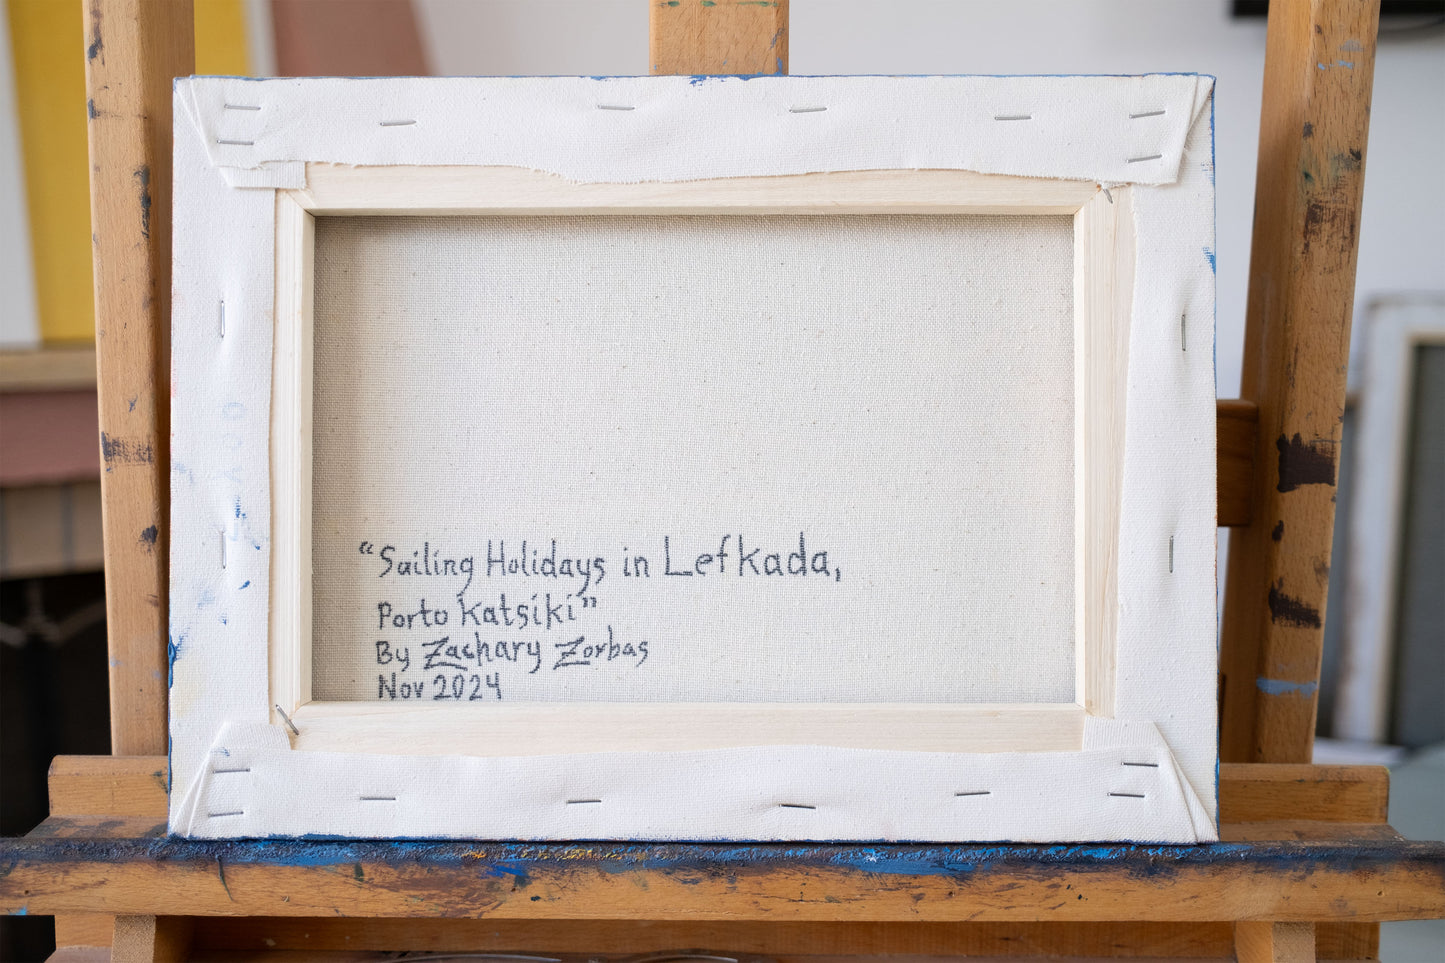 “Sailing Holidays in Lefkada,
Porto Katsiki”
By Zachary Zorbas
Nov 2024